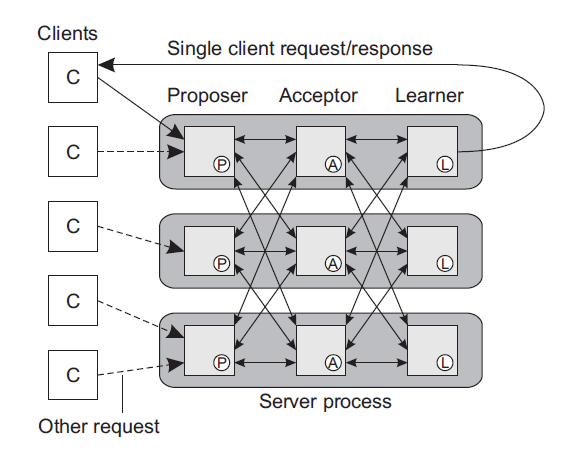 Clients
Single client request/response
C
Proposer Acceptor Learner
C
P A L
C
P A L
C
P A L
C
Server process
Other request